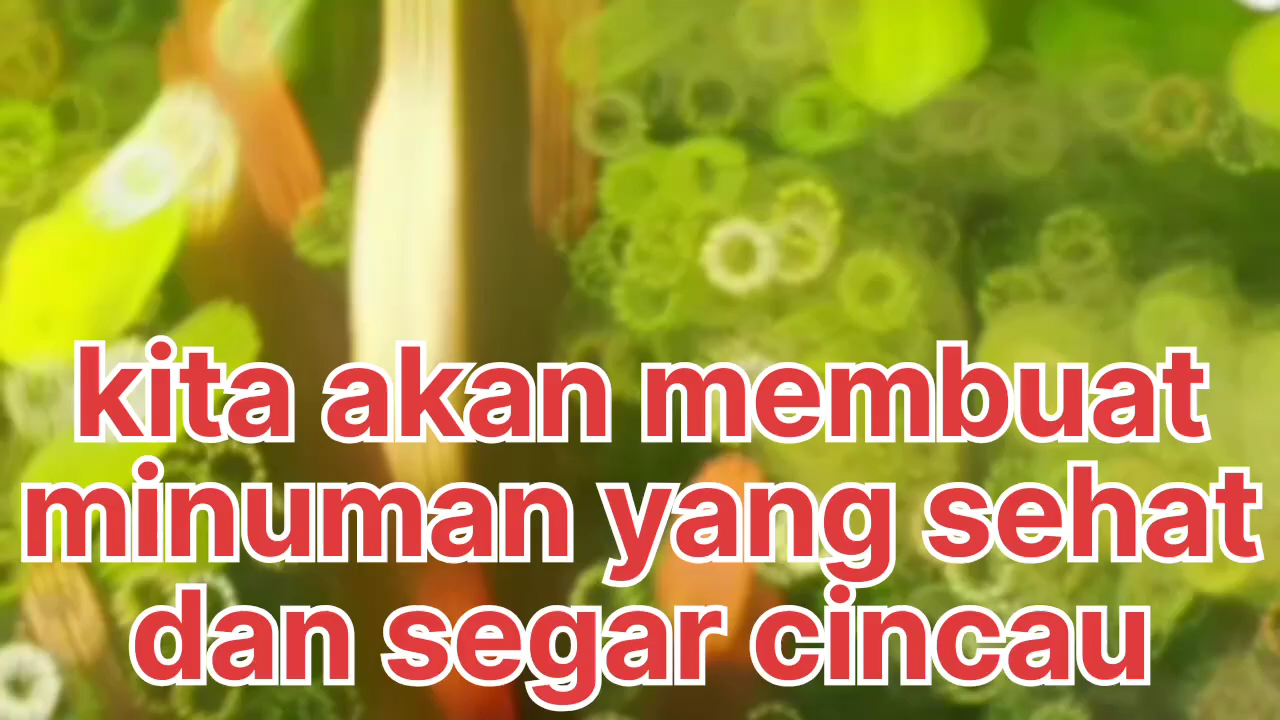 kita akan membuat
minuman yang sehat
dan segar cincau